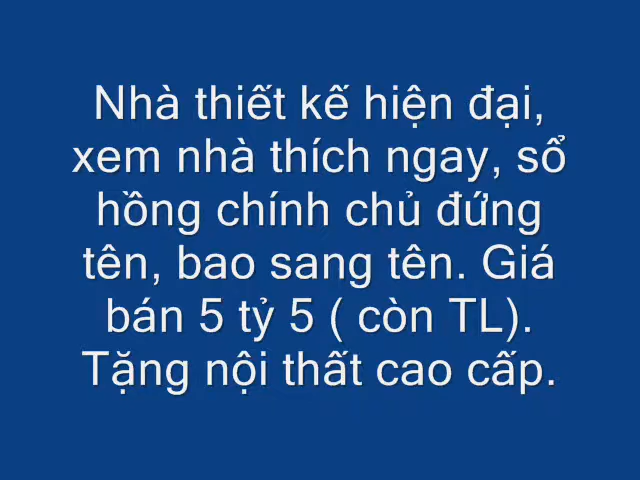 Nhà thiết kế hiện đại,
xem nhà thích ngay, sổ
hồng chính chủ đứng
tên, bao sang tên. Giá
bán 5 tỷ 5 ( còn TL).
Tặng nội thất cao cấp.